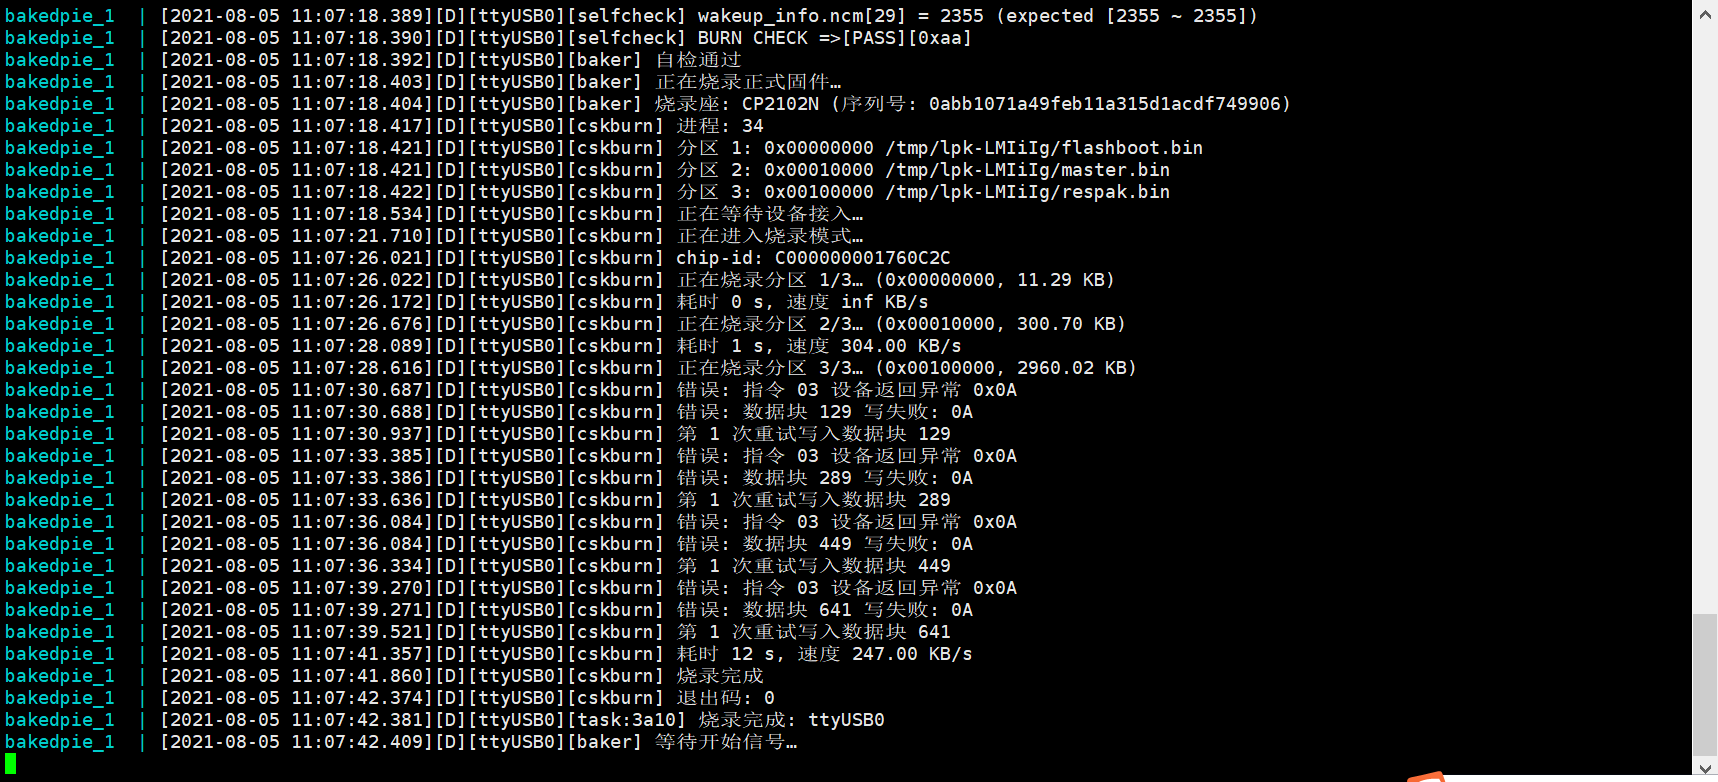 bakedpie_1  | [2021-08-05 11:07:18.389][D][ttyUSB0][selfcheck] wakeup_info.ncm[29] = 2355 (expected [2355 ~ 2355])
bakedpie_1  | [2021-08-05 11:07:18.390][D][ttyUSB0][selfcheck] BURN CHECK =>[PASS][0xaa]
bakedpie_1  | [2021-08-05 11:07:18.392][D][ttyUSB0][baker] 自检通过
bakedpie_1  | [2021-08-05 11:07:18.403][D][ttyUSB0][baker] 正在烧录正式固件…
bakedpie_1  | [2021-08-05 11:07:18.404][D][ttyUSB0][baker] 烧录座: CP2102N (序列号: 0abb1071a49feb11a315d1acdf749906)
bakedpie_1  | [2021-08-05 11:07:18.417][D][ttyUSB0][cskburn] 进程: 34
bakedpie_1  | [2021-08-05 11:07:18.421][D][ttyUSB0][cskburn] 分区 1: 0x00000000 /tmp/lpk-LMIiIg/flashboot.bin
bakedpie_1  | [2021-08-05 11:07:18.421][D][ttyUSB0][cskburn] 分区 2: 0x00010000 /tmp/lpk-LMIiIg/master.bin
bakedpie_1  | [2021-08-05 11:07:18.422][D][ttyUSB0][cskburn] 分区 3: 0x00100000 /tmp/lpk-LMIiIg/respak.bin
bakedpie_1  | [2021-08-05 11:07:18.534][D][ttyUSB0][cskburn] 正在等待设备接入…
bakedpie_1  | [2021-08-05 11:07:21.710][D][ttyUSB0][cskburn] 正在进入烧录模式…
bakedpie_1  | [2021-08-05 11:07:26.021][D][ttyUSB0][cskburn] chip-id: C000000001760C2C
bakedpie_1  | [2021-08-05 11:07:26.022][D][ttyUSB0][cskburn] 正在烧录分区 1/3… (0x00000000, 11.29 KB)
bakedpie_1  | [2021-08-05 11:07:26.172][D][ttyUSB0][cskburn] 耗时 0 s, 速度 inf KB/s
bakedpie_1  | [2021-08-05 11:07:26.676][D][ttyUSB0][cskburn] 正在烧录分区 2/3… (0x00010000, 300.70 KB)
bakedpie_1  | [2021-08-05 11:07:28.089][D][ttyUSB0][cskburn] 耗时 1 s, 速度 304.00 KB/s
bakedpie_1  | [2021-08-05 11:07:28.616][D][ttyUSB0][cskburn] 正在烧录分区 3/3… (0x00100000, 2960.02 KB)
bakedpie_1  | [2021-08-05 11:07:30.687][D][ttyUSB0][cskburn] 错误: 指令 03 设备返回异常 0x0A
bakedpie_1  | [2021-08-05 11:07:30.688][D][ttyUSB0][cskburn] 错误: 数据块 129 写失败: 0A
bakedpie_1  | [2021-08-05 11:07:30.937][D][ttyUSB0][cskburn] 第 1 次重试写入数据块 129
bakedpie_1  | [2021-08-05 11:07:33.385][D][ttyUSB0][cskburn] 错误: 指令 03 设备返回异常 0x0A
bakedpie_1  | [2021-08-05 11:07:33.386][D][ttyUSB0][cskburn] 错误: 数据块 289 写失败: 0A
bakedpie_1  | [2021-08-05 11:07:33.636][D][ttyUSB0][cskburn] 第 1 次重试写入数据块 289
bakedpie_1  | [2021-08-05 11:07:36.084][D][ttyUSB0][cskburn] 错误: 指令 03 设备返回异常 0x0A
bakedpie_1  | [2021-08-05 11:07:36.084][D][ttyUSB0][cskburn] 错误: 数据块 449 写失败: 0A
bakedpie_1  | [2021-08-05 11:07:36.334][D][ttyUSB0][cskburn] 第 1 次重试写入数据块 449
bakedpie_1  | [2021-08-05 11:07:39.270][D][ttyUSB0][cskburn] 错误: 指令 03 设备返回异常 0x0A
bakedpie_1  | [2021-08-05 11:07:39.271][D][ttyUSB0][cskburn] 错误: 数据块 641 写失败: 0A
bakedpie_1  | [2021-08-05 11:07:39.521][D][ttyUSB0][cskburn] 第 1 次重试写入数据块 641
bakedpie_1  | [2021-08-05 11:07:41.357][D][ttyUSB0][cskburn] 耗时 12 s, 速度 247.00 KB/s
bakedpie_1  | [2021-08-05 11:07:41.860][D][ttyUSB0][cskburn] 烧录完成
bakedpie_1  | [2021-08-05 11:07:42.374][D][ttyUSB0][cskburn] 退出码: 0
bakedpie_1  | [2021-08-05 11:07:42.381][D][ttyUSB0][task:3a10] 烧录完成: ttyUSB0
bakedpie_1  | [2021-08-05 11:07:42.409][D][ttyUSB0][baker] 等待开始信号…